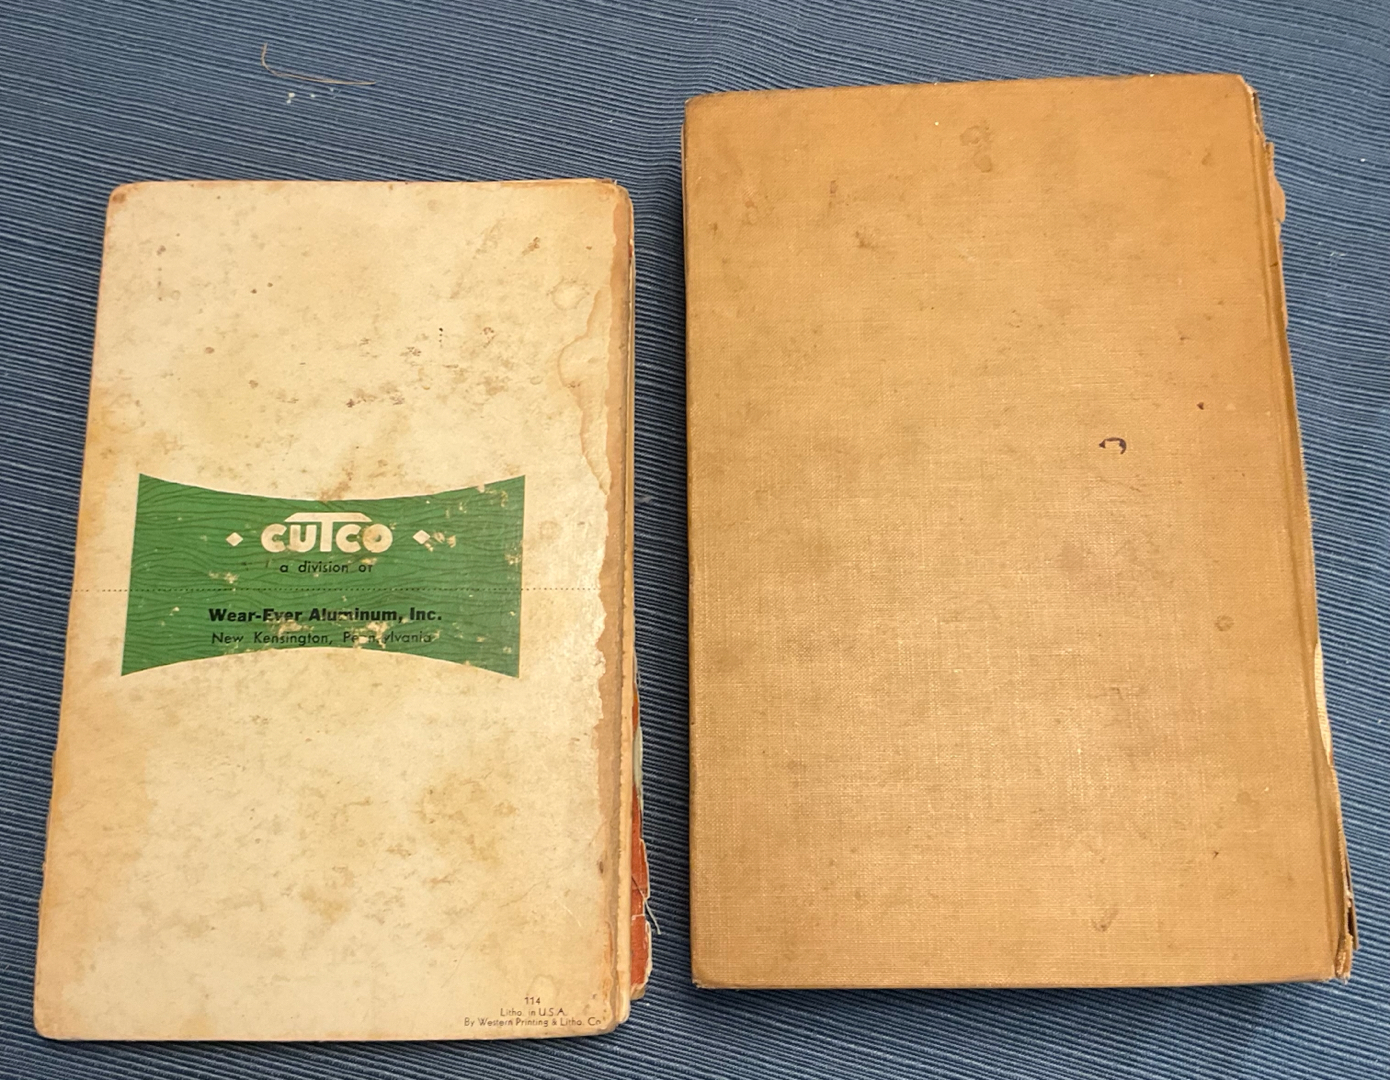 CUTCO
a division of
Wear-Ever Aluminum, Inc.
New Kensington, Pennsylvania
114
Litho. in U.S.A.
By Western Printing & Litho. Co.